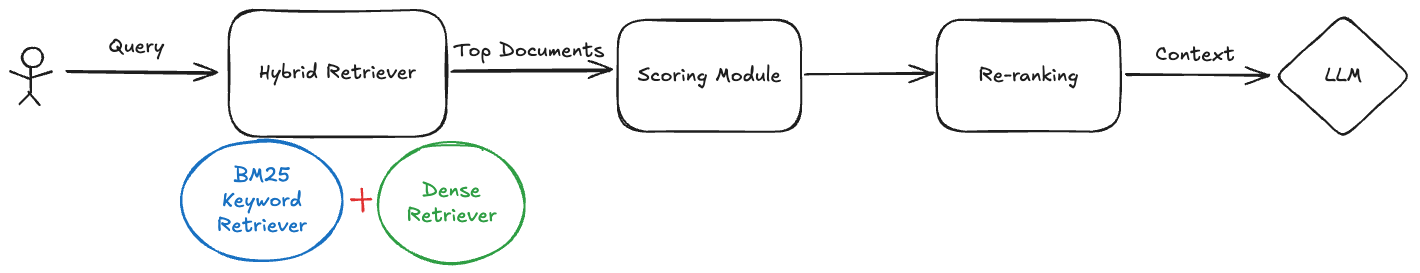 Query
Hybrid Retriever
Top Documents
Scoring Module
Re-ranking
Context
LLM
BM25
Keyword
Retriever
+
Dense
Retriever